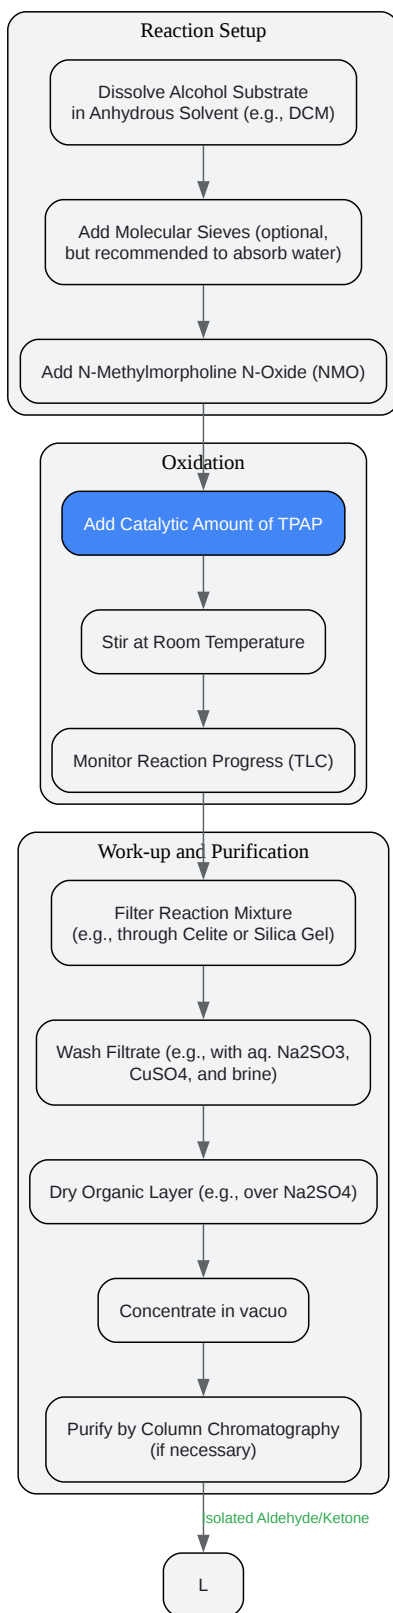 Reaction Setup
Dissolve Alcohol Substrate
in Anhydrous Solvent (e.g., DCM)
Add Molecular Sieves (optional,
but recommended to absorb water)
Add N-Methylmorpholine N-Oxide (NMO)
Oxidation
Add Catalytic Amount of TPAP
Stir at Room Temperature
Monitor Reaction Progress (TLC)
Work-up and Purification
Filter Reaction Mixture
(e.g., through Celite or Silica Gel)
Wash Filtrate (e.g., with aq. Na2SO3,
CuSO4, and brine)
Dry Organic Layer (e.g., over Na2SO4)
Concentrate in vacuo
Purify by Column Chromatography
(if necessary)
Isolated Aldehyde/Ketone
L